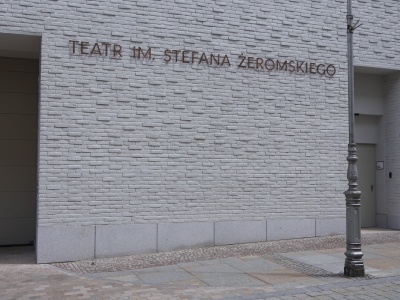 TEATR IM. STEFANA ŻEROMSKIEGO